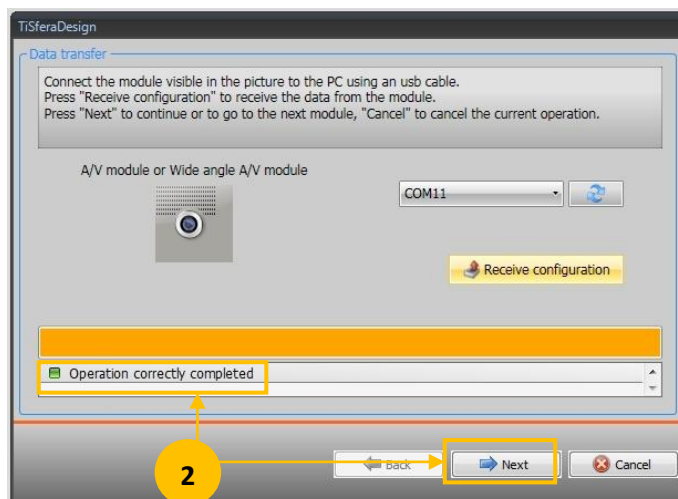 TiSferaDesign
Data transfer
Connect the module visible in the picture to the PC using an usb cable.
Press "Receive configuration" to receive the data from the module.
Press "Next" to continue or to go to the next module, "Cancel" to cancel the current operation.
A/V module or Wide angle A/V module
COM11
Receive configuration
Operation correctly completed
2
Back
Next
Cancel